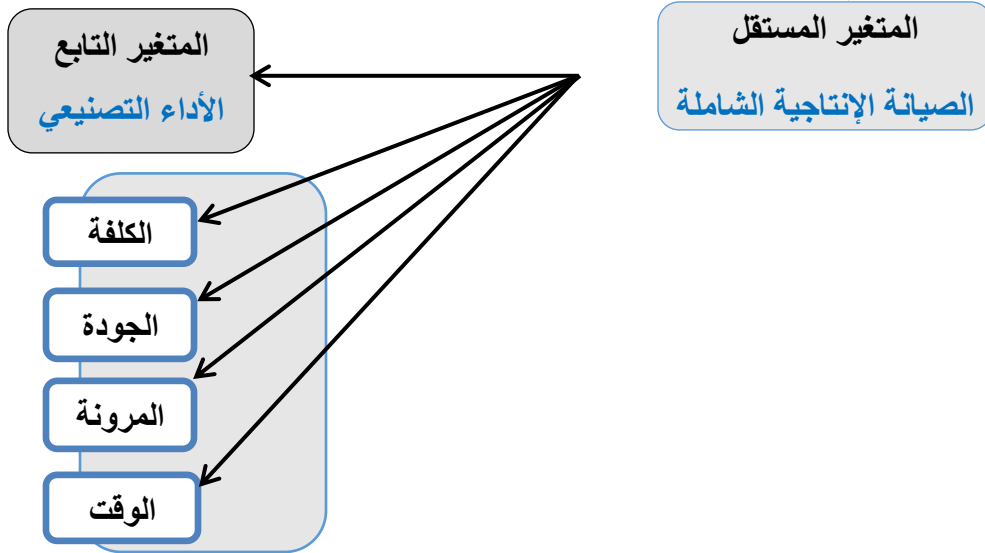 المتغير المستقل
الصيانة الإنتاجية الشاملة
المتغير التابع
الأداء التصنيعي
الكلفة
الجودة
المرونة
الوقت